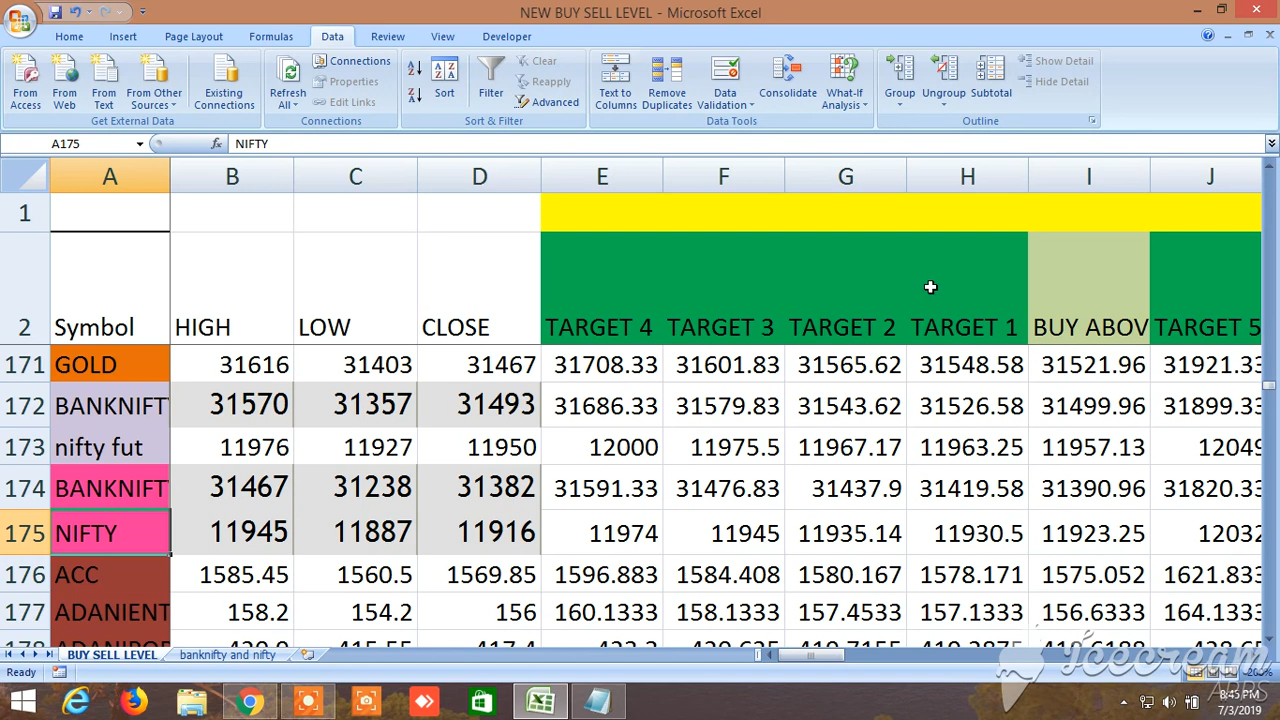 NEW BUY SELL LEVEL - Microsoft Excel
Home Insert Page Layout Formulas Data Review View Developer
From Access
From Web
From Text
From Other Sources
Existing Connections
Get External Data
Refresh All
Connections
Properties
Edit Links
Connections
Sort
Filter
Clear
Reapply
Advanced
Sort & Filter
Text to Columns
Remove Duplicates
Data Validation
Consolidate
What-If Analysis
Data Tools
Group
Ungroup
Subtotal
Show Detail
Hide Detail
Outline
A175 fx NIFTY
A B C D E F G H I J
1
2 Symbol HIGH LOW CLOSE TARGET 4 TARGET 3 TARGET 2 TARGET 1 BUY ABOV TARGET 5
171 GOLD 31616 31403 31467 31708.33 31601.83 31565.62 31548.58 31521.96 31921.33
172 BANKNIFT 31570 31357 31493 31686.33 31579.83 31543.62 31526.58 31499.96 31899.33
173 nifty fut 11976 11927 11950 12000 11975.5 11967.17 11963.25 11957.13 12049
174 BANKNIFT 31467 31238 31382 31591.33 31476.83 31437.9 31419.58 31390.96 31820.33
175 NIFTY 11945 11887 11916 11974 11945 11935.14 11930.5 11923.25 12032
176 ACC 1585.45 1560.5 1569.85 1596.883 1584.408 1580.167 1578.171 1575.052 1621.833
177 ADANIENT 158.2 154.2 156 160.1333 158.1333 157.4533 157.1333 156.6333 164.1333
178
BUY SELL LEVEL banknifty and nifty
Ready 200%
Icecream
APPS
8:45 PM
7/3/2019